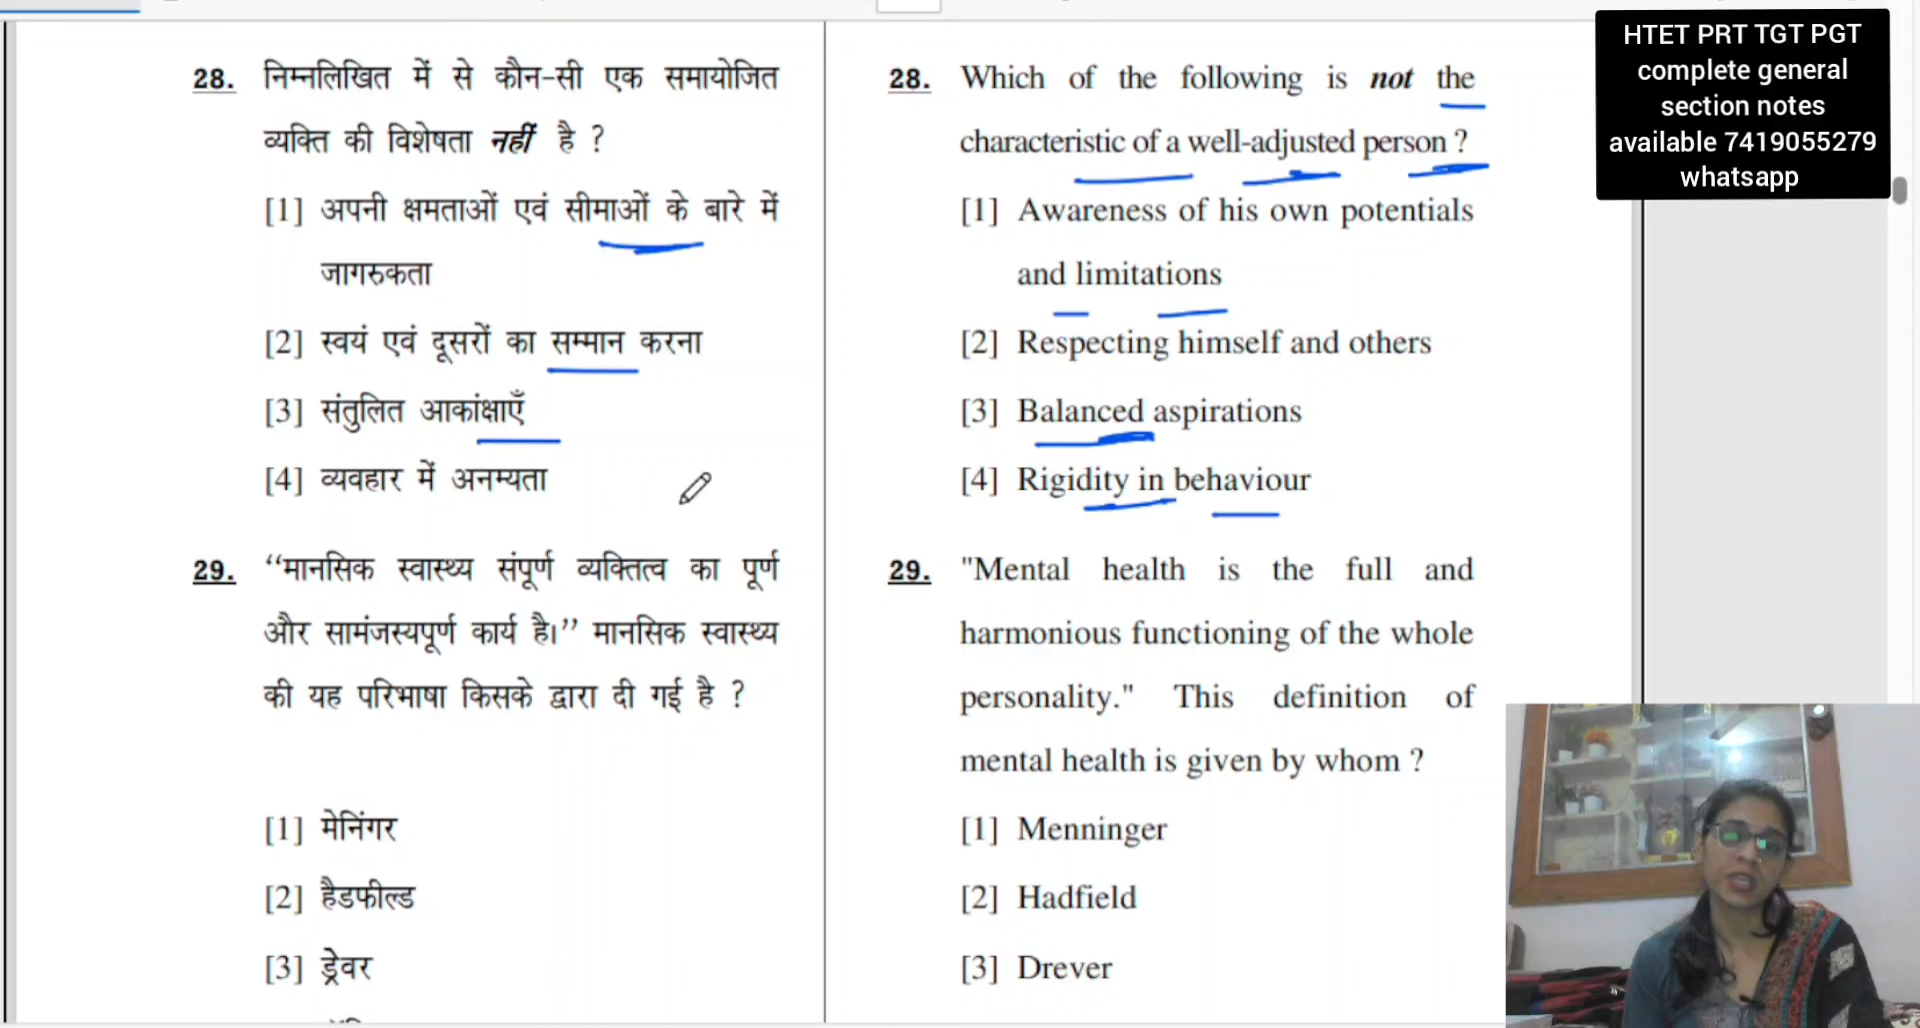 28. निम्नलिखित में से कौन-सी एक समायोजित
व्यक्ति की विशेषता नहीं है ?
[1] अपनी क्षमताओं एवं सीमाओं के बारे में
जागरुकता
[2] स्वयं एवं दूसरों का सम्मान करना
[3] संतुलित आकांक्षाएँ
[4] व्यवहार में अनम्यता
29. ‘‘मानसिक स्वास्थ्य संपूर्ण व्यक्तित्व का पूर्ण
और सामंजस्यपूर्ण कार्य है।’’ मानसिक स्वास्थ्य
की यह परिभाषा किसके द्वारा दी गई है ?
[1] मेनिंगर
[2] हैडफील्ड
[3] ड्रेवर
28. Which of the following is not the
characteristic of a well-adjusted person ?
[1] Awareness of his own potentials
and limitations
[2] Respecting himself and others
[3] Balanced aspirations
[4] Rigidity in behaviour
29. "Mental health is the full and
harmonious functioning of the whole
personality." This definition of
mental health is given by whom ?
[1] Menninger
[2] Hadfield
[3] Drever
HTET PRT TGT PGT
complete general
section notes
available 7419055279
whatsapp